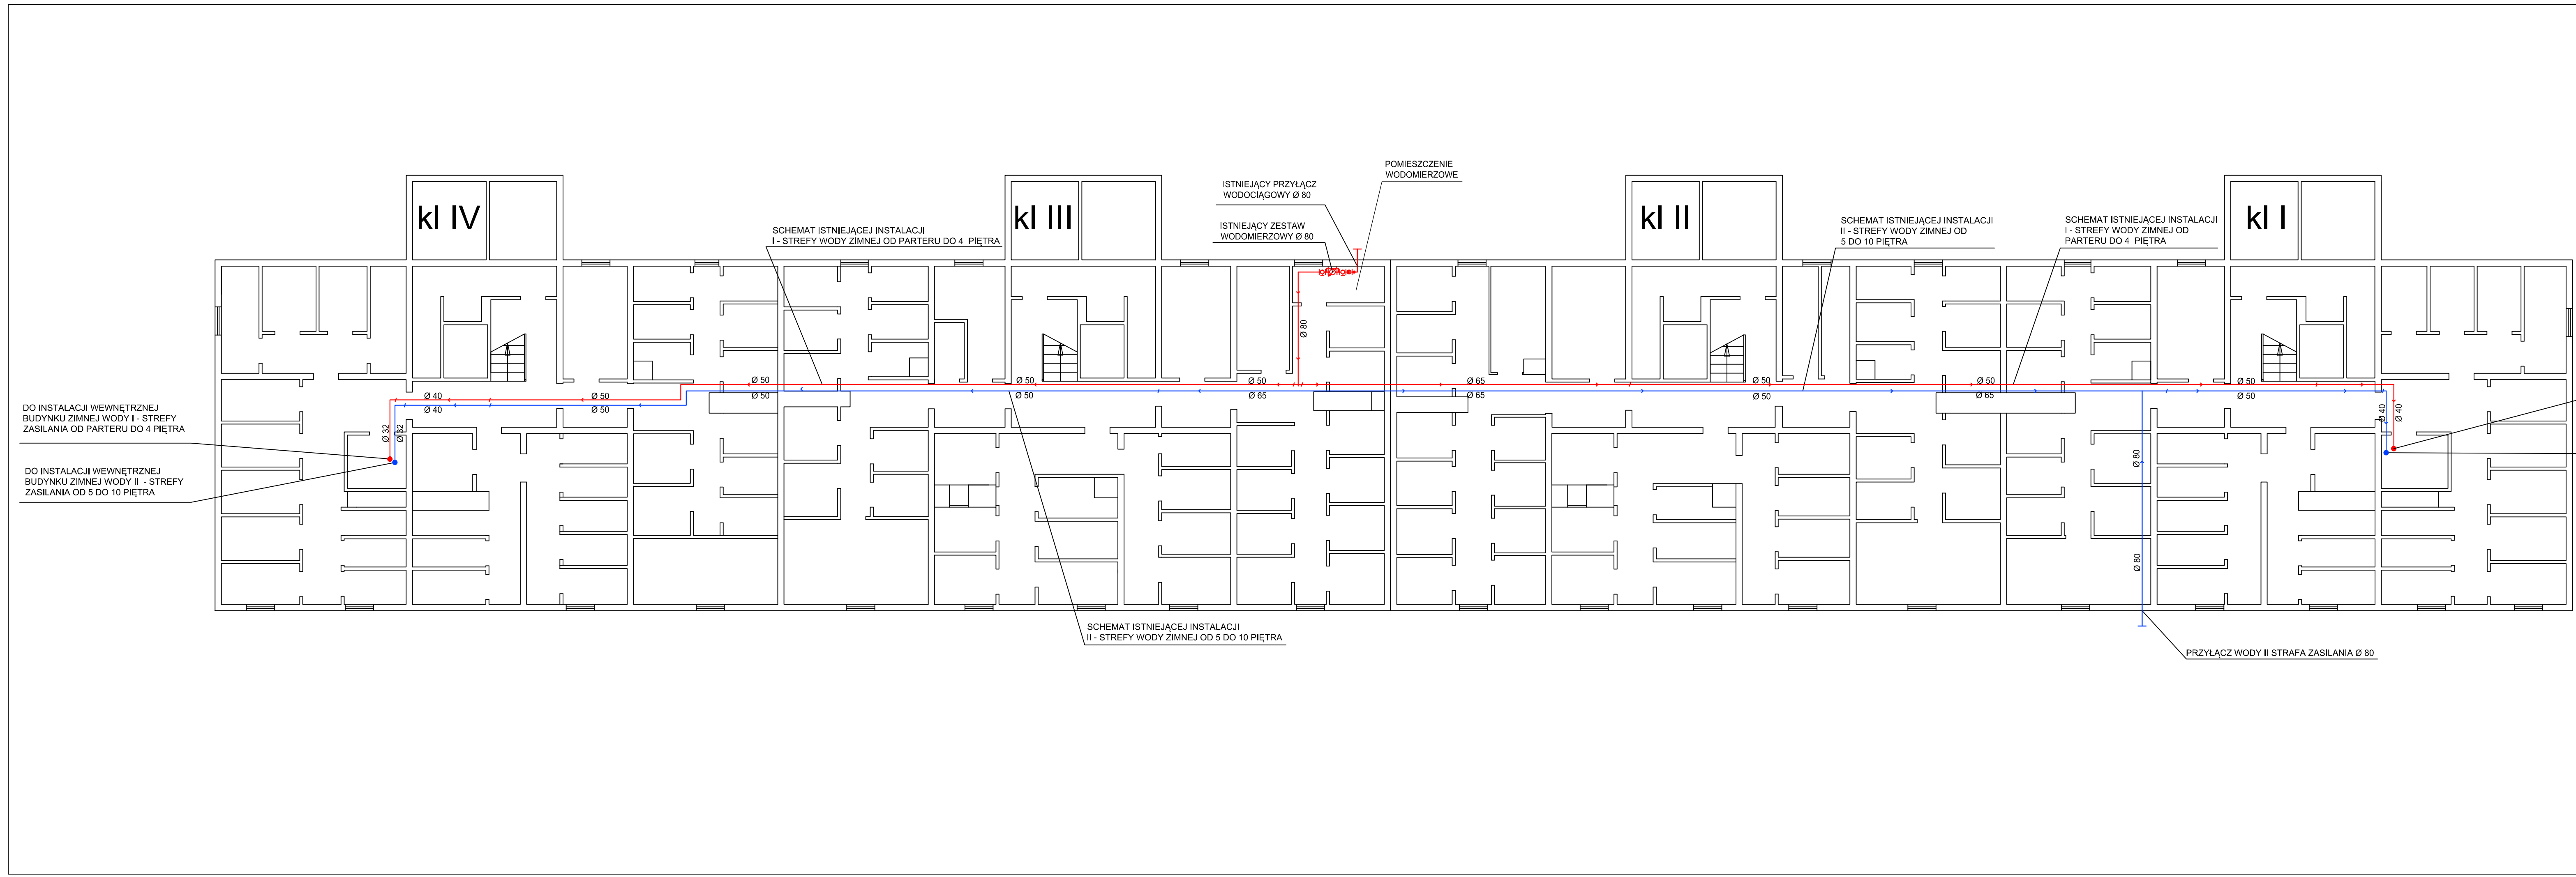 POMIESZCZENIE
WODOMIERZOWE
ISTNIEJĄCY PRZYŁĄCZ
WODOCIĄGOWY Ø 80
ISTNIEJĄCY ZESTAW
WODOMIERZOWY Ø 80
kl IV
kl III
kl II
kl I
SCHEMAT ISTNIEJĄCEJ INSTALACJI
I - STREFY WODY ZIMNEJ OD PARTERU DO 4 PIĘTRA
SCHEMAT ISTNIEJĄCEJ INSTALACJI
II - STREFY WODY ZIMNEJ OD
5 DO 10 PIĘTRA
SCHEMAT ISTNIEJĄCEJ INSTALACJI
I - STREFY WODY ZIMNEJ OD
PARTERU DO 4 PIĘTRA
Ø 80
Ø 50
Ø 50
Ø 50
Ø 65
Ø 50
Ø 50
Ø 50
Ø 50
Ø 50
Ø 65
Ø 65
Ø 50
Ø 65
Ø 50
Ø 40
Ø 50
Ø 40
Ø 50
Ø 32
Ø 32
Ø 40
Ø 40
DO INSTALACJI WEWNĘTRZNEJ
BUDYNKU ZIMNEJ WODY I - STREFY
ZASILANIA OD PARTERU DO 4 PIĘTRA
DO INSTALACJI WEWNĘTRZNEJ
BUDYNKU ZIMNEJ WODY II - STREFY
ZASILANIA OD 5 DO 10 PIĘTRA
Ø 80
Ø 80
SCHEMAT ISTNIEJĄCEJ INSTALACJI
II - STREFY WODY ZIMNEJ OD 5 DO 10 PIĘTRA
PRZYŁĄCZ WODY II STRAFA ZASILANIA Ø 80